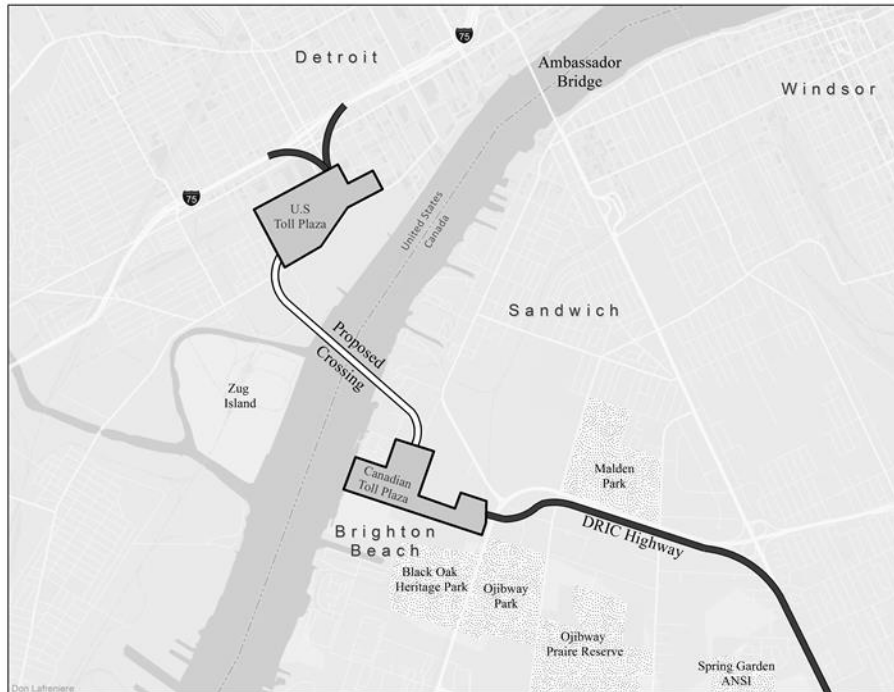 75
Detroit
Ambassador
Bridge
Windsor
75
U.S
Toll Plaza
United States
Canada
Sandwich
Proposed
Crossing
Zug
Island
Malden
Park
Canadian
Toll Plaza
DRIC Highway
Brighton
Beach
Black Oak
Heritage Park
Ojibway
Park
Ojibway
Praire Reserve
Spring Garden
ANSI
Don Lafreniere